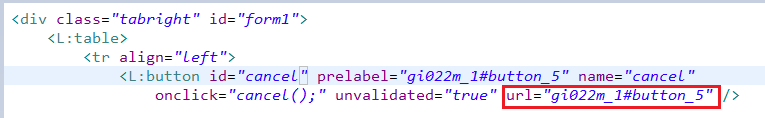 <div class="tabright" id="form1">
<L:table>
<tr align="left">
<L:button id="cancel" prelabel="gi022m_1#button_5" name="cancel"
onclick="cancel();" unvalidated="true" url="gi022m_1#button_5" />